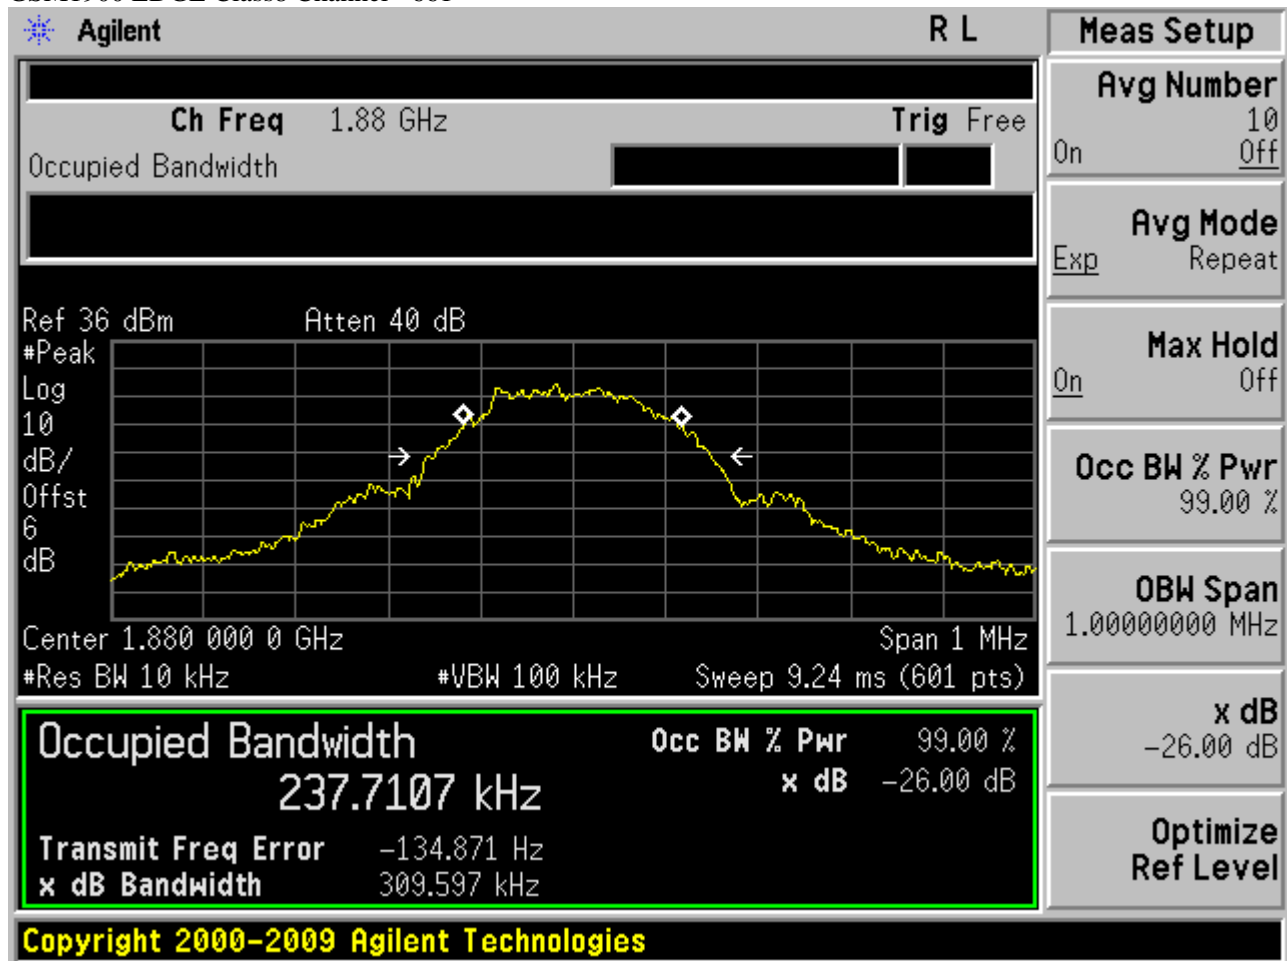 GSM1900 EDGE Class8 Channel=661
Agilent R L
Ch Freq 1.88 GHz Trig Free
Occupied Bandwidth
Ref 36 dBm Atten 40 dB
#Peak
Log
10
dB/
Offst
6
dB
Center 1.880 000 0 GHz Span 1 MHz
#Res BW 10 kHz #VBW 100 kHz Sweep 9.24 ms (601 pts)
Occupied Bandwidth
237.7107 kHz
Occ BW % Pwr 99.00 %
x dB -26.00 dB
Transmit Freq Error -134.871 Hz
x dB Bandwidth 309.597 kHz
Copyright 2000-2009 Agilent Technologies
Meas Setup
Avg Number
10
On Off
Avg Mode
Exp Repeat
Max Hold
On Off
Occ BW % Pwr
99.00 %
OBW Span
1.00000000 MHz
x dB
-26.00 dB
Optimize
Ref Level